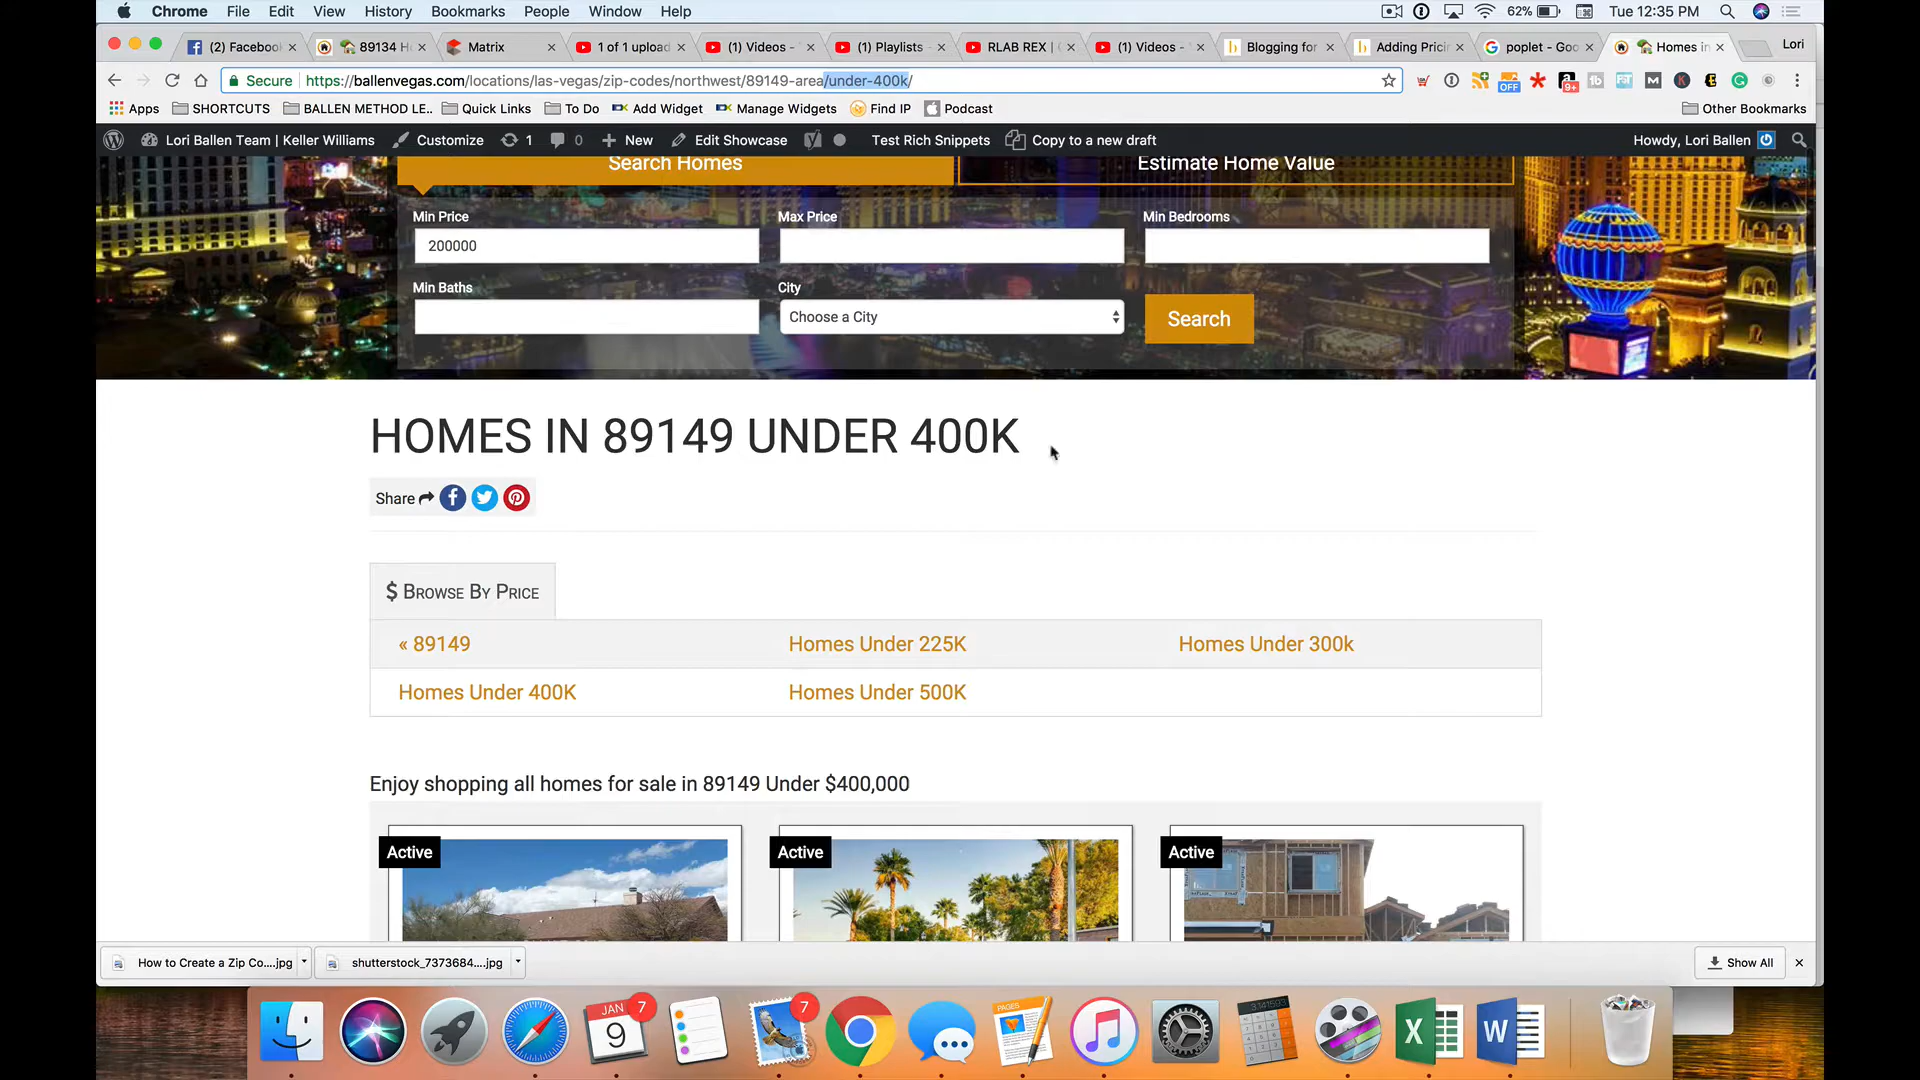 Chrome File Edit View History Bookmarks People Window Help 62% Tue 12:35 PM
(2) Faceboo 89134 H Matrix 1 of 1 upload (1) Videos - (1) Playlists - RLAB REX | (1) Videos - Blogging for Adding Prici poplet - Goo Homes in Lori
Secure https://ballenvegas.com/locations/las-vegas/zip-codes/northwest/89149-area/under-400k/
Apps SHORTCUTS BALLEN METHOD LE.. Quick Links To Do Add Widget Manage Widgets Find IP Podcast Other Bookmarks
Lori Ballen Team | Keller Williams Customize 1 0 New Edit Showcase Test Rich Snippets Copy to a new draft Howdy, Lori Ballen
Search Homes Estimate Home Value
Min Price Max Price Min Bedrooms
200000
Min Baths City
Choose a City Search
HOMES IN 89149 UNDER 400K
Share
$ Browse By Price
« 89149 Homes Under 225K Homes Under 300k
Homes Under 400K Homes Under 500K
Enjoy shopping all homes for sale in 89149 Under $400,000
Active Active Active
How to Create a Zip Co....jpg shutterstock_7373684....jpg Show All
JAN 9 7 7 PAGES